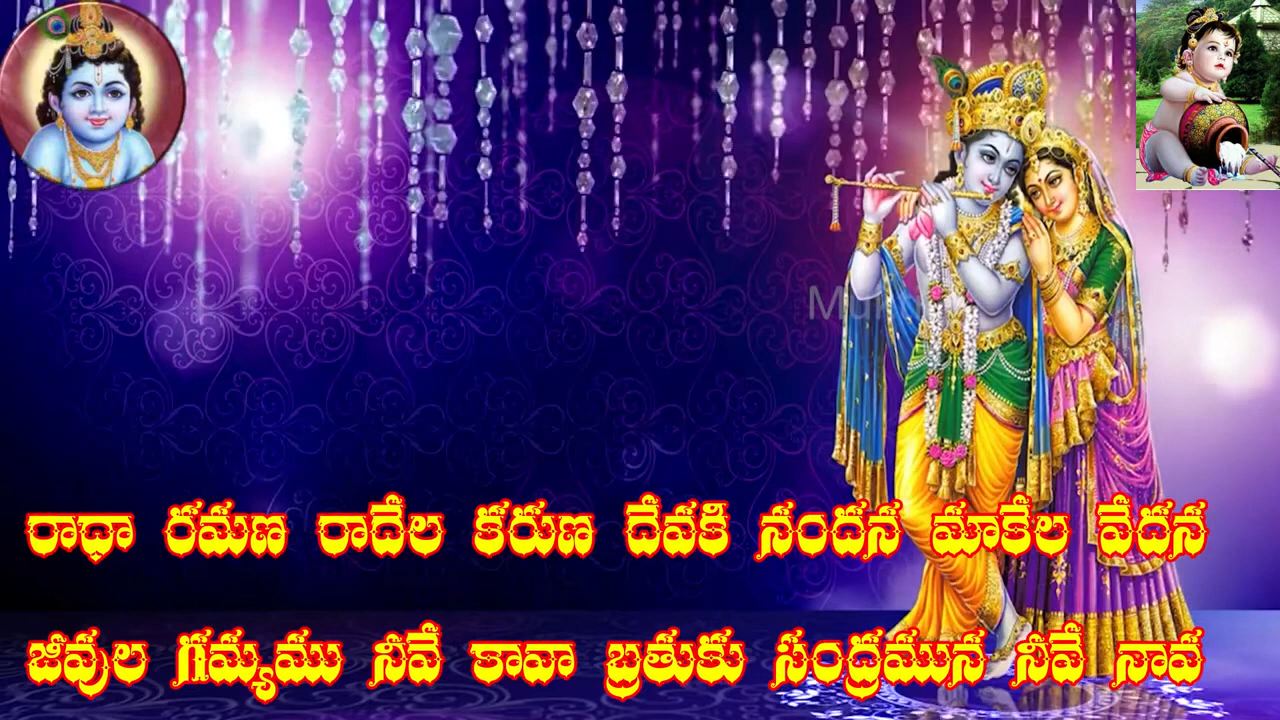 రాధా రమణ రాదేల కరుణ దేవకి నందన మాకేల వేదన
జీవుల గమ్యము నీవే కావా బ్రతుకు సంద్రమున నీవే నావ